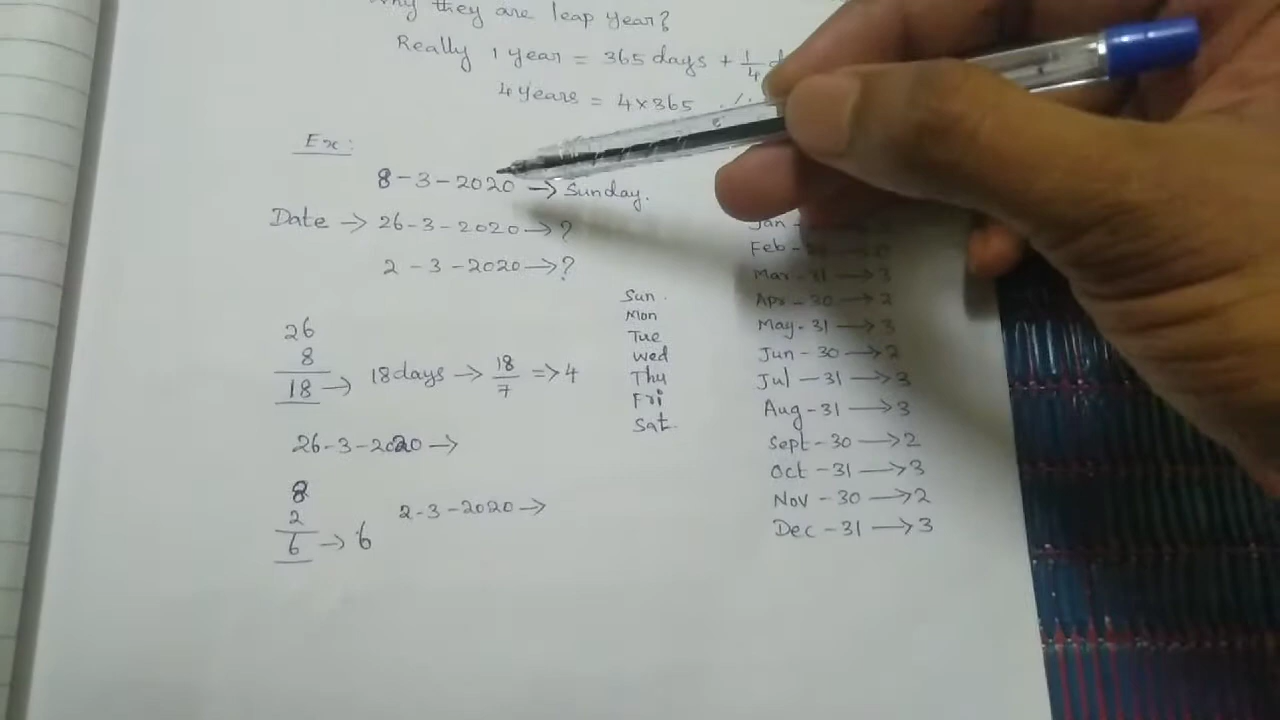 they are leap year?
Really 1 year = 365 days + 1/4
4 years = 4×365
Ex:
8-3-2020 → Sunday.
Date → 26-3-2020 → ?
2-3-2020 → ?
26
8
18 → 18 days → 18/7 => 4
26-3-2020 →
8
2
6 → 6
2-3-2020 →
Sun.
Mon
Tue
Wed
Thu
Fri
Sat
Jan -
Feb -
Mar - 31 → 3
Apr - 30 → 2
May - 31 → 3
Jun - 30 → 2
Jul - 31 → 3
Aug - 31 → 3
Sept - 30 → 2
Oct - 31 → 3
Nov - 30 → 2
Dec - 31 → 3